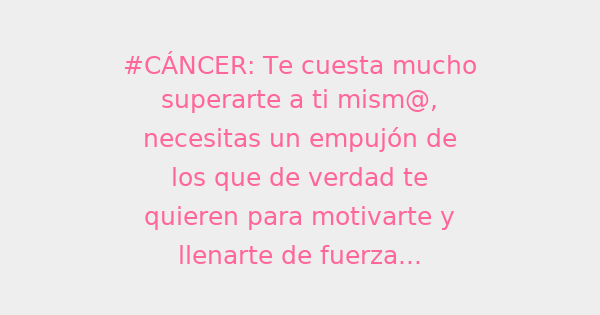 #CÁNCER: Te cuesta mucho
superarte a ti mism@,
necesitas un empujón de
los que de verdad te
quieren para motivarte y
llenarte de fuerza...